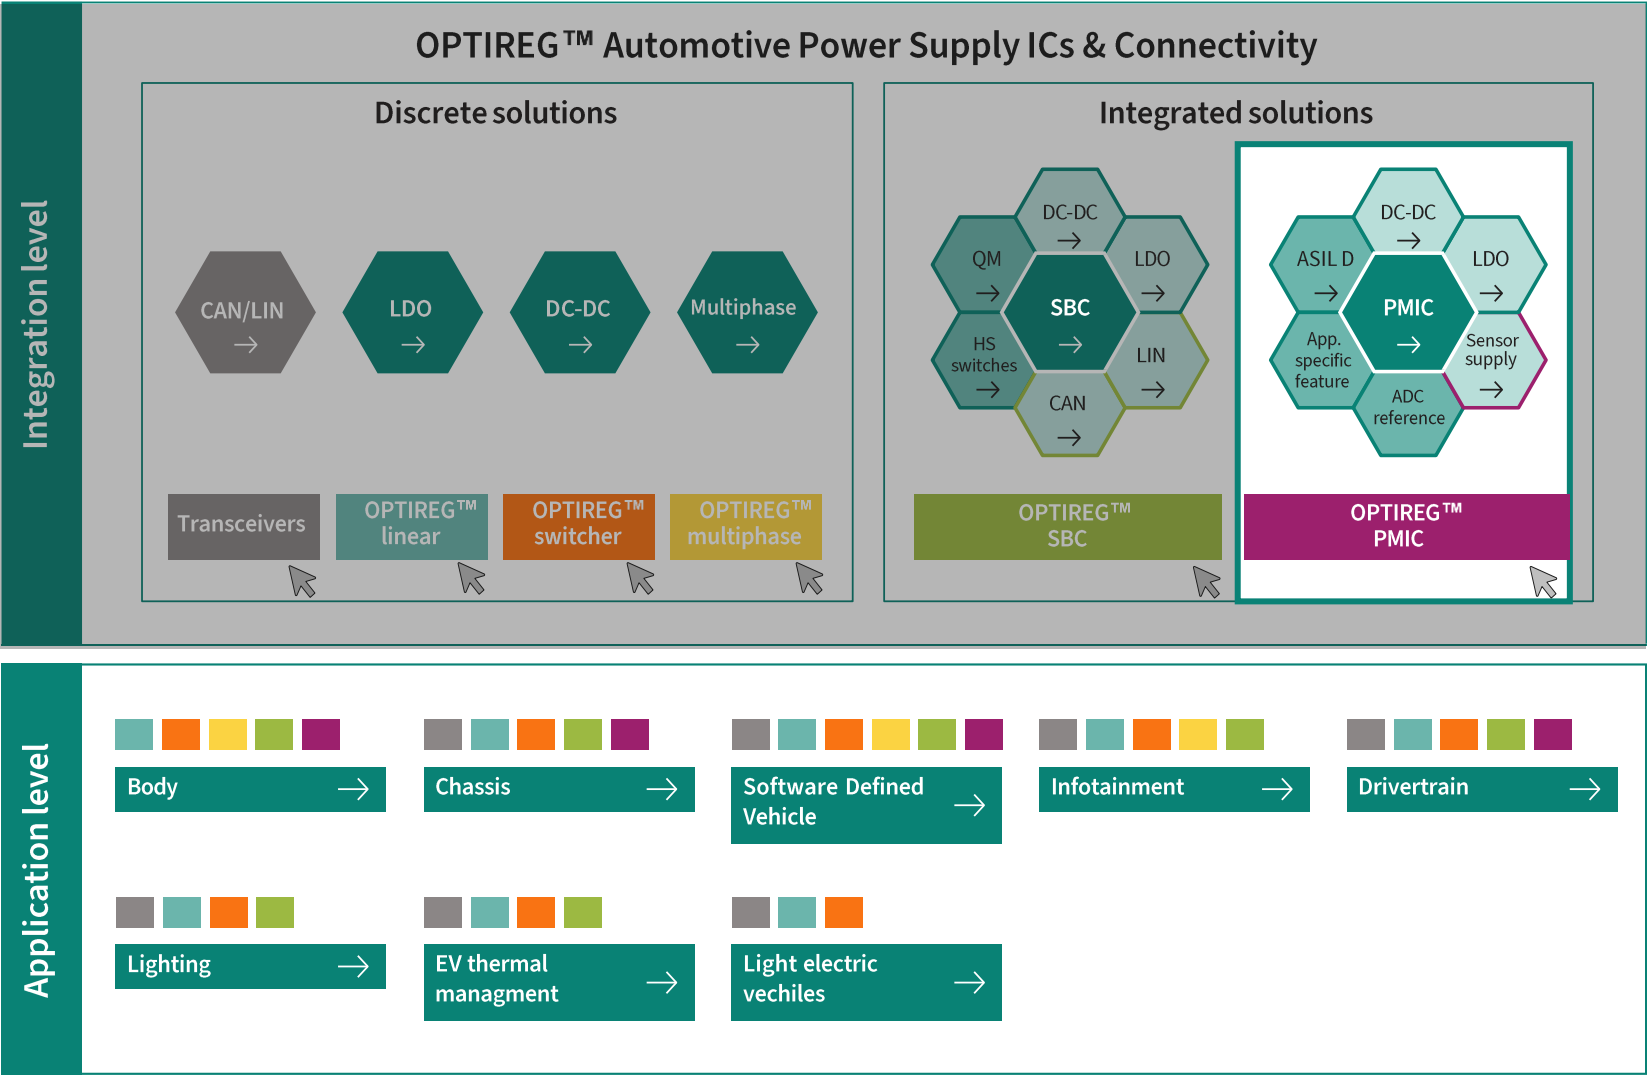 OPTIREG™ Automotive Power Supply ICs & Connectivity
Integration level
Discrete solutions
CAN/LIN
LDO
DC-DC
Multiphase
Transceivers
OPTIREG™
linear
OPTIREG™
switcher
OPTIREG™
multiphase
Integrated solutions
DC-DC
QM
LDO
SBC
HS
switches
LIN
CAN
OPTIREG™
SBC
DC-DC
ASIL D
LDO
PMIC
App.
specific
feature
Sensor
supply
ADC
reference
OPTIREG™
PMIC
Application level
Body
Chassis
Software Defined
Vehicle
Infotainment
Drivertrain
Lighting
EV thermal
managment
Light electric
vechiles